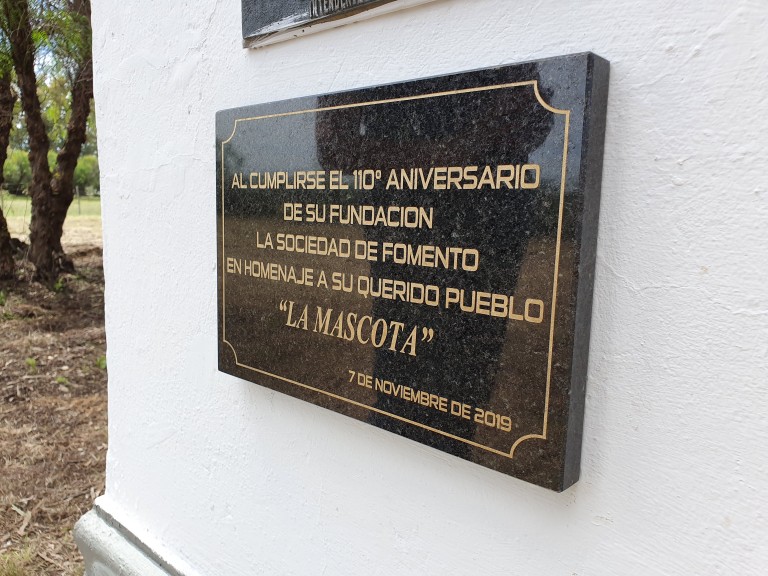 AL CUMPLIRSE EL 110º ANIVERSARIO
DE SU FUNDACION
LA SOCIEDAD DE FOMENTO
EN HOMENAJE A SU QUERIDO PUEBLO
“LA MASCOTA”
7 DE NOVIEMBRE DE 2019